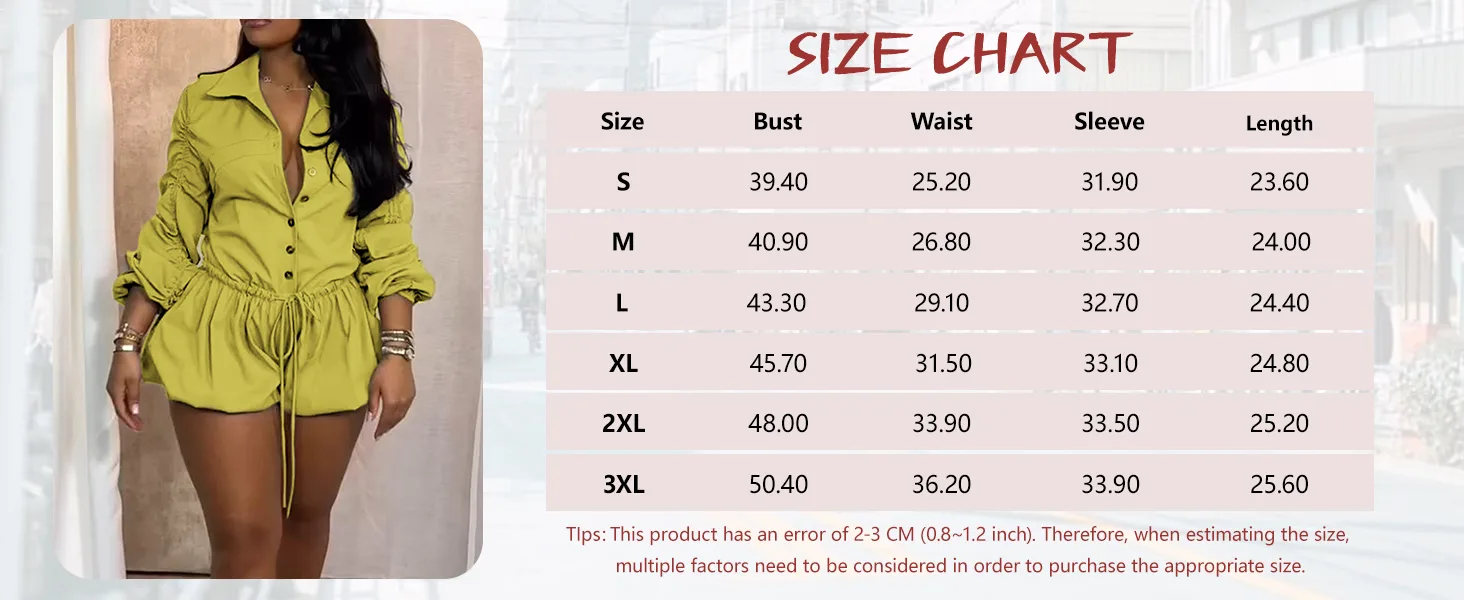 SIZE CHART
Size Bust Waist Sleeve Length
S 39.40 25.20 31.90 23.60
M 40.90 26.80 32.30 24.00
L 43.30 29.10 32.70 24.40
XL 45.70 31.50 33.10 24.80
2XL 48.00 33.90 33.50 25.20
3XL 50.40 36.20 33.90 25.60
TIps: This product has an error of 2-3 CM (0.8~1.2 inch). Therefore, when estimating the size,
multiple factors need to be considered in order to purchase the appropriate size.